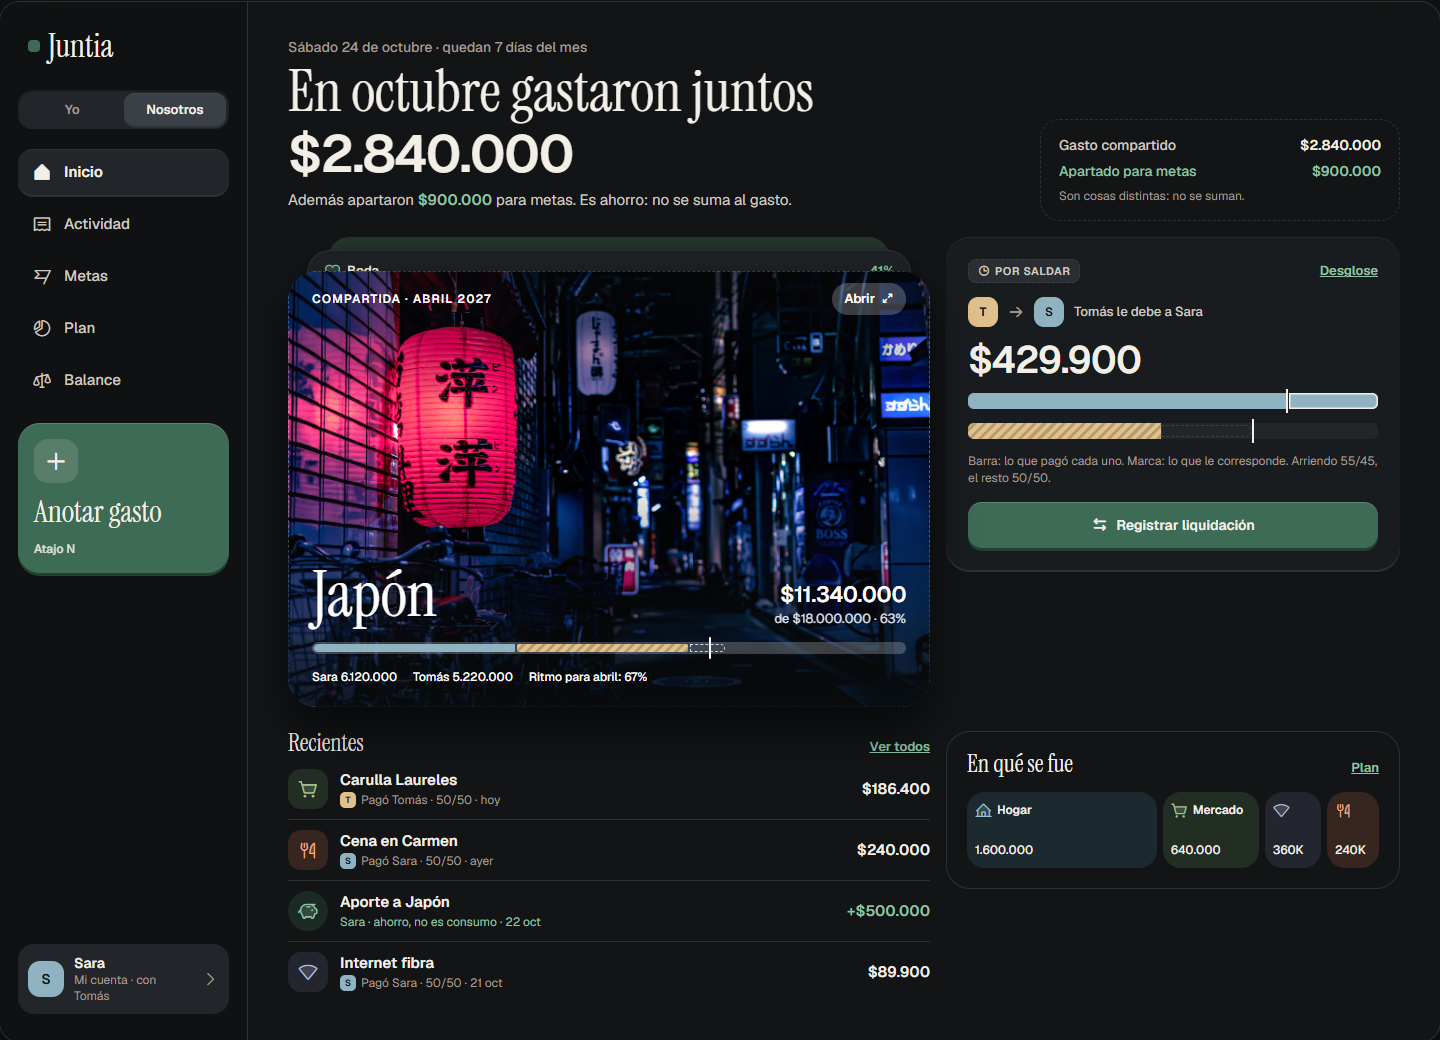 Juntia
Yo
Nosotros
Inicio
Actividad
Metas
Plan
Balance
Anotar gasto
Atajo N
S
Sara
Mi cuenta · con
Tomás
Sábado 24 de octubre · quedan 7 días del mes
En octubre gastaron juntos
$2.840.000
Además apartaron $900.000 para metas. Es ahorro: no se suma al gasto.
Gasto compartido $2.840.000
Apartado para metas $900.000
Son cosas distintas: no se suman.
Boda 41%
COMPARTIDA · ABRIL 2027
Abrir
BOSS
Japón
$11.340.000
de $18.000.000 · 63%
Sara 6.120.000 Tomás 5.220.000 Ritmo para abril: 67%
POR SALDAR
Desglose
T → S Tomás le debe a Sara
$429.900
Barra: lo que pagó cada uno. Marca: lo que le corresponde. Arriendo 55/45,
el resto 50/50.
Registrar liquidación
Recientes
Ver todos
Carulla Laureles
T Pagó Tomás · 50/50 · hoy
$186.400
Cena en Carmen
S Pagó Sara · 50/50 · ayer
$240.000
Aporte a Japón
Sara · ahorro, no es consumo · 22 oct
+$500.000
Internet fibra
S Pagó Sara · 50/50 · 21 oct
$89.900
En qué se fue
Plan
Hogar
1.600.000
Mercado
640.000
360K
240K